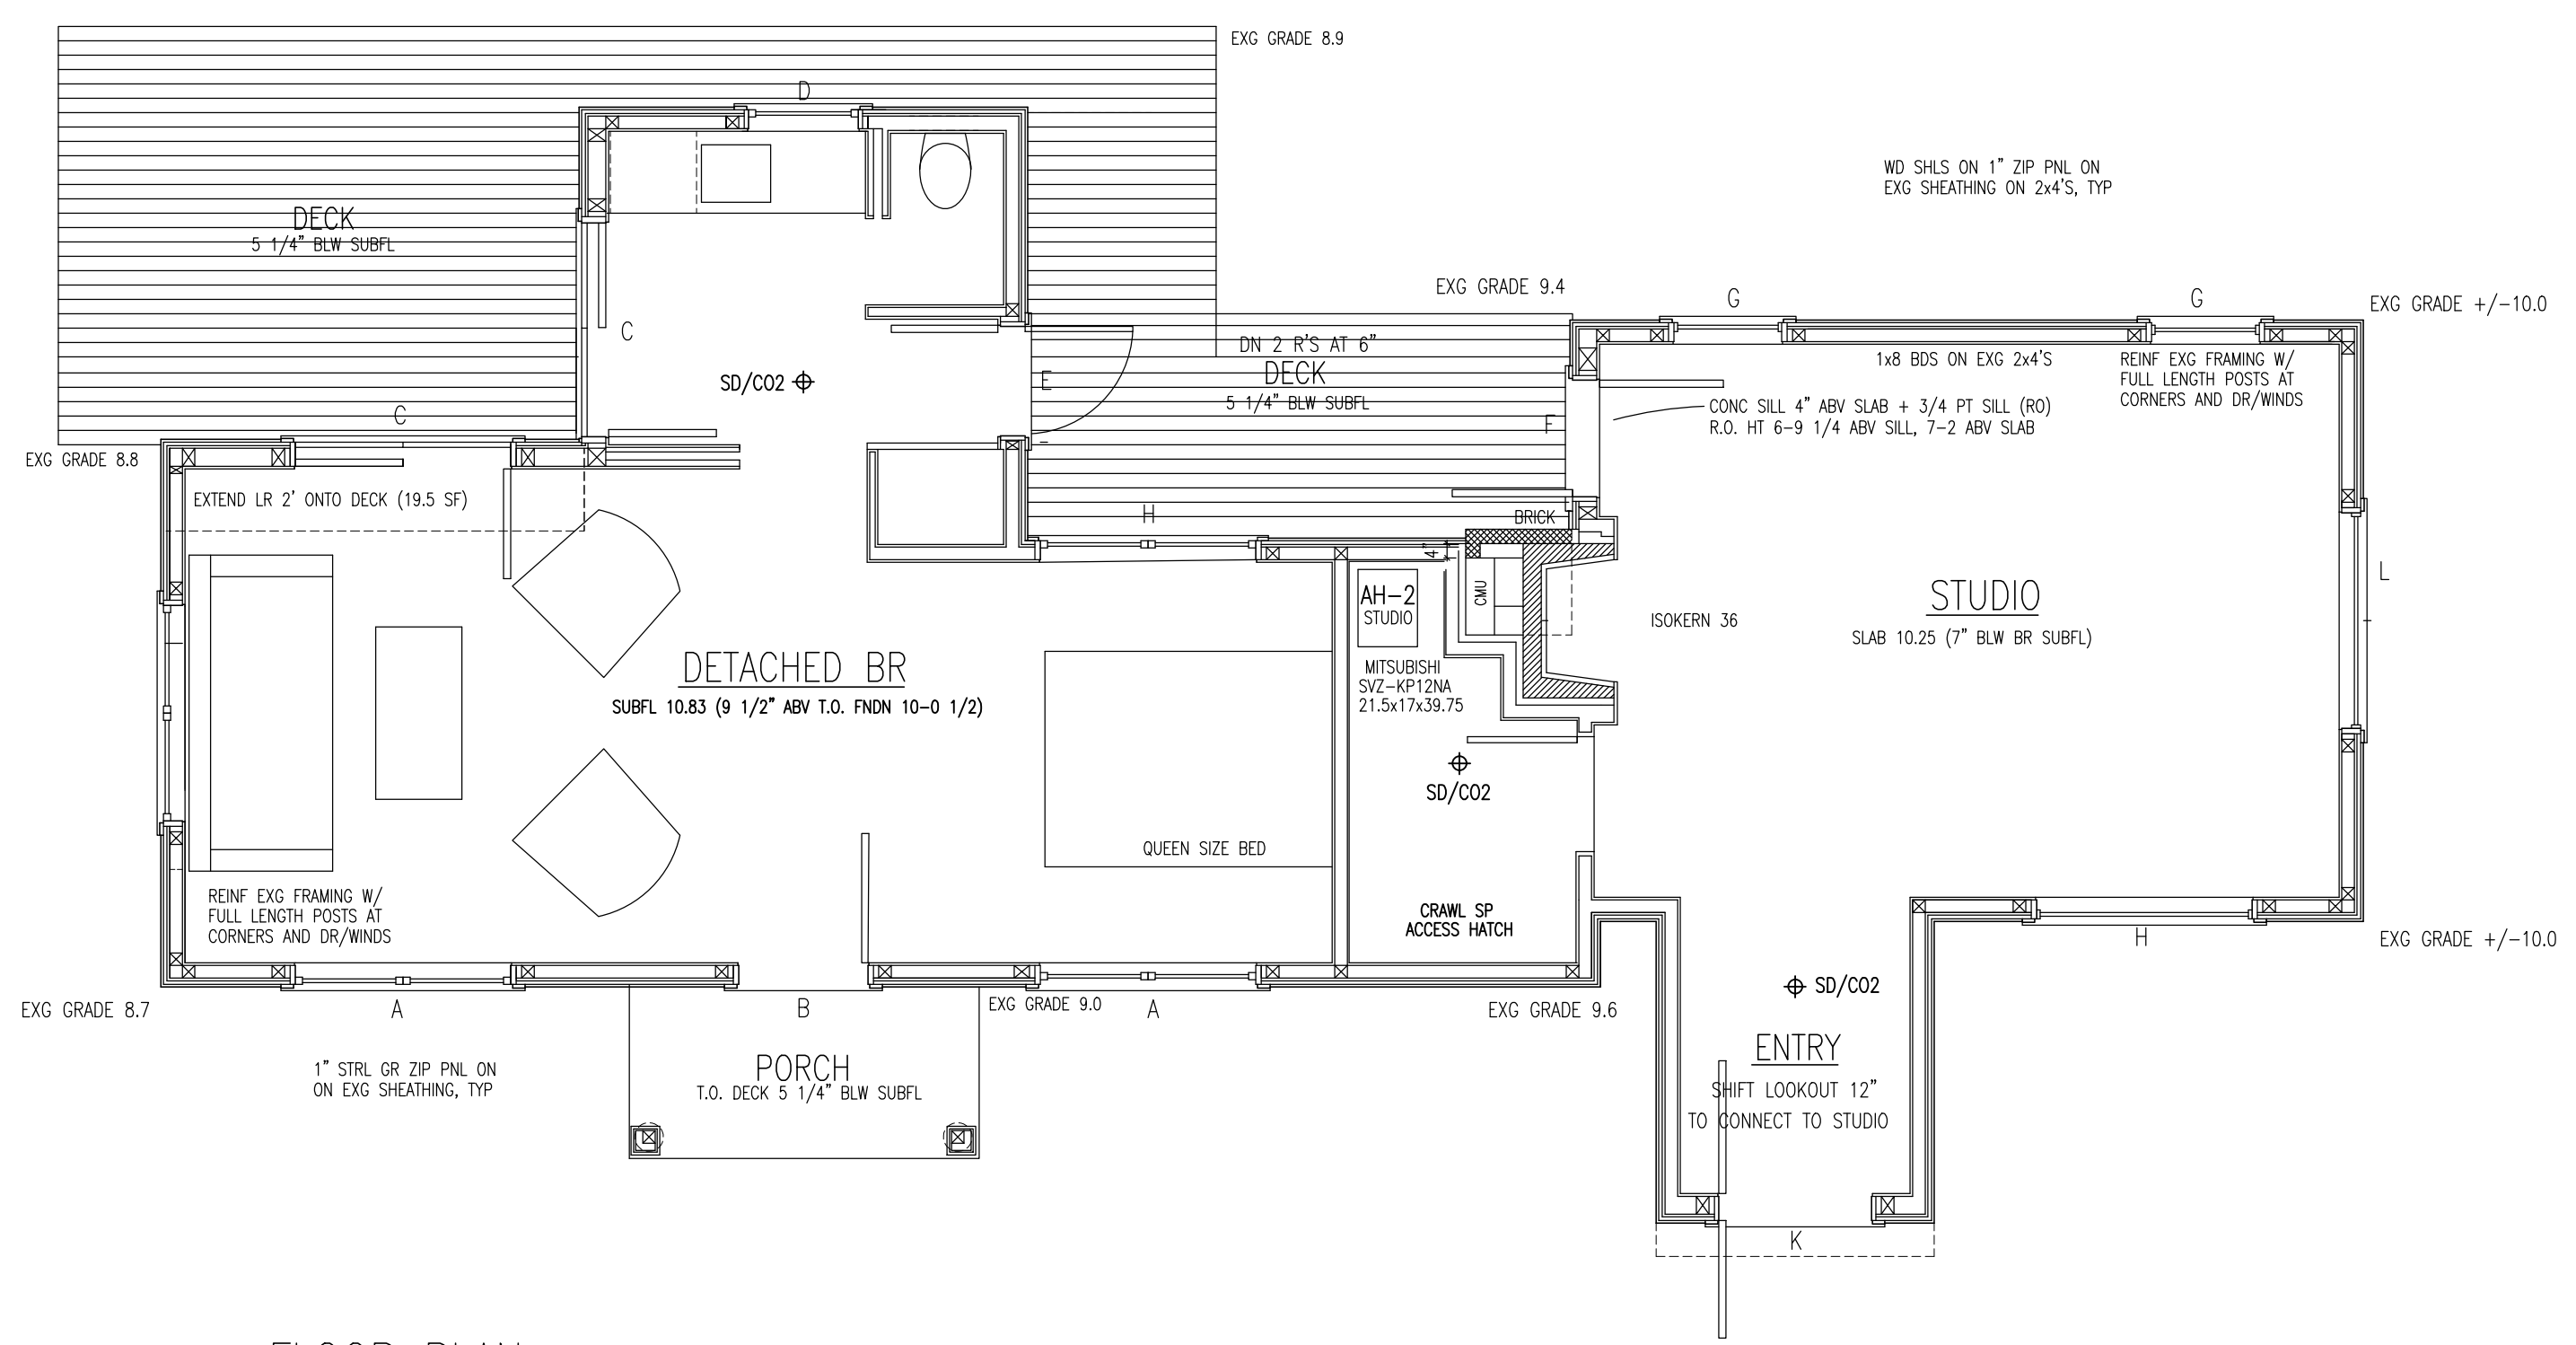 EXG GRADE 8.9
D
WD SHLS ON 1" ZIP PNL ON
EXG SHEATHING ON 2x4'S, TYP
DECK
5 1/4" BLW SUBFL
EXG GRADE 9.4
G
G
EXG GRADE +/-10.0
C
DN 2 R'S AT 6"
DECK
5 1/4" BLW SUBFL
1x8 BDS ON EXG 2x4'S
REINF EXG FRAMING W/
FULL LENGTH POSTS AT
CORNERS AND DR/WINDS
SD/CO2
E
C
F
CONC SILL 4" ABV SLAB + 3/4 PT SILL (RO)
R.O. HT 6-9 1/4 ABV SILL, 7-2 ABV SLAB
EXG GRADE 8.8
EXTEND LR 2' ONTO DECK (19.5 SF)
H
BRICK
4"
CMU
AH-2
STUDIO
ISOKERN 36
STUDIO
SLAB 10.25 (7" BLW BR SUBFL)
L
DETACHED BR
SUBFL 10.83 (9 1/2" ABV T.O. FNDN 10-0 1/2)
MITSUBISHI
SVZ-KP12NA
21.5x17x39.75
SD/CO2
QUEEN SIZE BED
REINF EXG FRAMING W/
FULL LENGTH POSTS AT
CORNERS AND DR/WINDS
CRAWL SP
ACCESS HATCH
H
EXG GRADE +/-10.0
EXG GRADE 8.7
A
B
EXG GRADE 9.0
A
EXG GRADE 9.6
SD/CO2
1" STRL GR ZIP PNL ON
ON EXG SHEATHING, TYP
PORCH
T.O. DECK 5 1/4" BLW SUBFL
ENTRY
SHIFT LOOKOUT 12"
TO CONNECT TO STUDIO
K
FLOOR PLAN